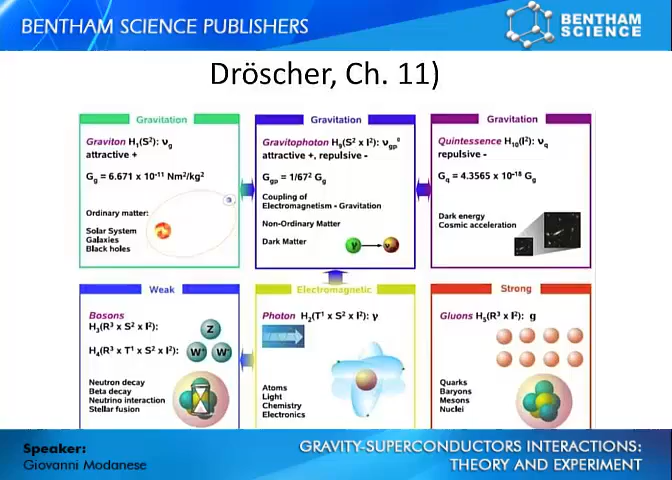 BENTHAM SCIENCE PUBLISHERS
BENTHAM
SCIENCE
Dröscher, Ch. 11)
Gravitation
Graviton H₁(S²): νg
attractive +
Gg = 6.671 x 10⁻¹¹ Nm²/kg²
Ordinary matter:
Solar System
Galaxies
Black holes
Gravitation
Gravitophoton H₉(S² x I²):
attractive +, repulsive -
Ggp = 1/67² Gg
Coupling of
Electromagnetism - Gravitation
Non-Ordinary Matter
Dark Matter
Gravitation
Quintessence H₁₀(I²): νq
repulsive -
Gq = 4.3565 x 10⁻¹⁸ Gg
Dark energy
Cosmic acceleration
Weak
Bosons
H₃(R³ x S² x I²):
H₄(R³ x T¹ x S² x I²):
Z
W⁺ W⁻
Neutron decay
Beta decay
Neutrino interaction
Stellar fusion
Electromagnetic
Photon H₂(T¹ x S² x I²): γ
Atoms
Light
Chemistry
Electronics
Strong
Gluons H₅(R³ x I²): g
Quarks
Baryons
Mesons
Nuclei
Speaker:
Giovanni Modanese
GRAVITY-SUPERCONDUCTORS INTERACTIONS:
THEORY AND EXPERIMENT